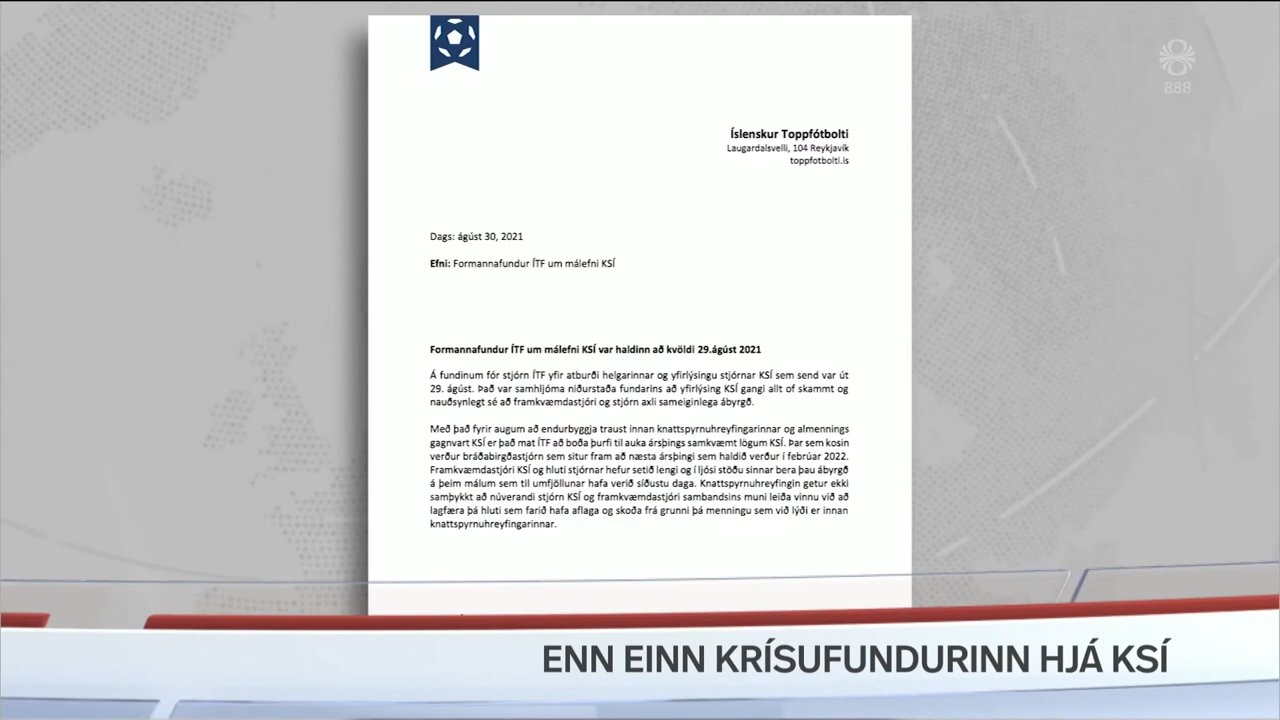 888
Íslenskur Toppfótbolti
Laugardalsvelli, 104 Reykjavík
toppfotbolti.is
Dags: ágúst 30, 2021
Efni: Formannafundur ÍTF um málefni KSÍ
Formannafundur ÍTF um málefni KSÍ var haldinn að kvöldi 29.ágúst 2021
Á fundinum fór stjórn ÍTF yfir atburði helgarinnar og yfirlýsingu stjórnar KSÍ sem send var út
29. ágúst. Það var samhljóma niðurstaða fundarins að yfirlýsing KSÍ gangi allt of skammt og
nauðsynlegt sé að framkvæmdastjóri og stjórn axli sameiginlega ábyrgð.
Með það fyrir augum að endurbyggja traust innan knattspyrnuhreyfingarinnar og almennings
gagnvart KSÍ er það mat ÍTF að boða þurfi til auka ársþings samkvæmt lögum KSÍ. Þar sem kosin
verður bráðabirgðastjórn sem situr fram að næsta ársþingi sem haldið verður í febrúar 2022.
Framkvæmdastjóri KSÍ og hluti stjórnar hefur setið lengi og í ljósi stöðu sinnar bera þau ábyrgð
á þeim málum sem til umfjöllunar hafa verið síðustu daga. Knattspyrnuhreyfingin getur ekki
samþykkt að núverandi stjórn KSÍ og framkvæmdastjóri sambandsins muni leiða vinnu við að
lagfæra þá hluti sem farið hafa aflaga og skoða frá grunni þá menningu sem við lýði er innan
knattspyrnuhreyfingarinnar.
ENN EINN KRÍSUFUNDURINN HJÁ KSÍ